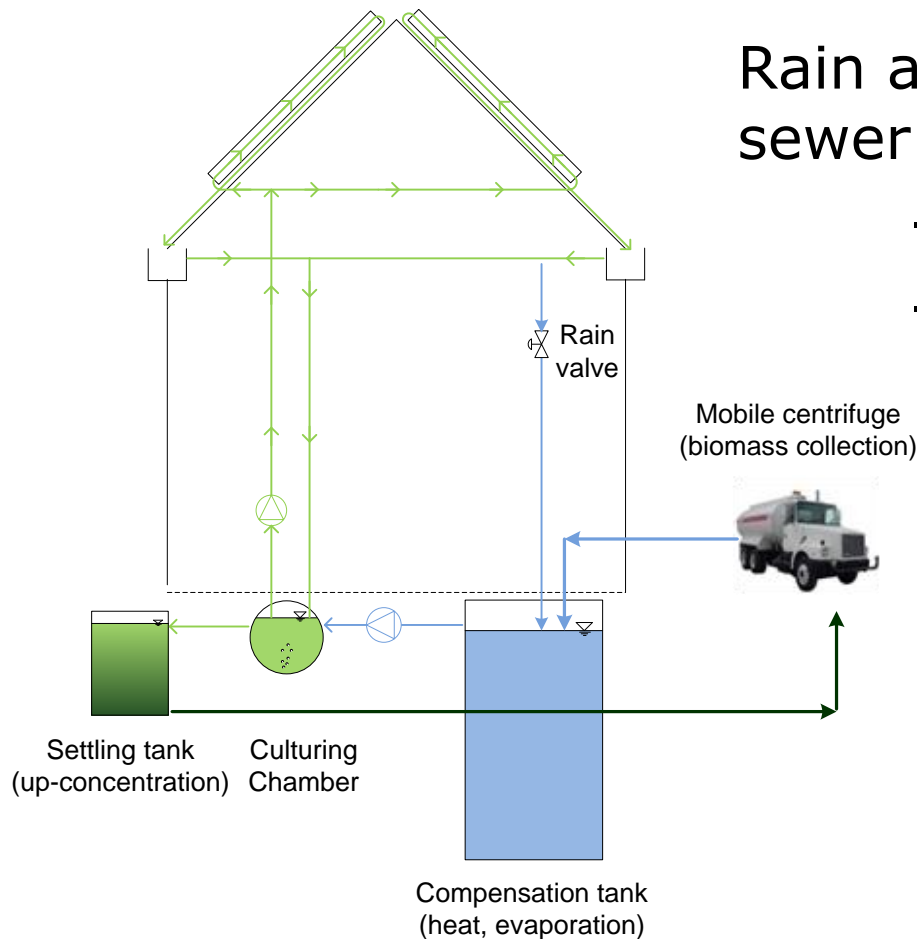 Rain a
sewer
Rain
valve
Mobile centrifuge
(biomass collection)
Settling tank
(up-concentration)
Culturing
Chamber
Compensation tank
(heat, evaporation)